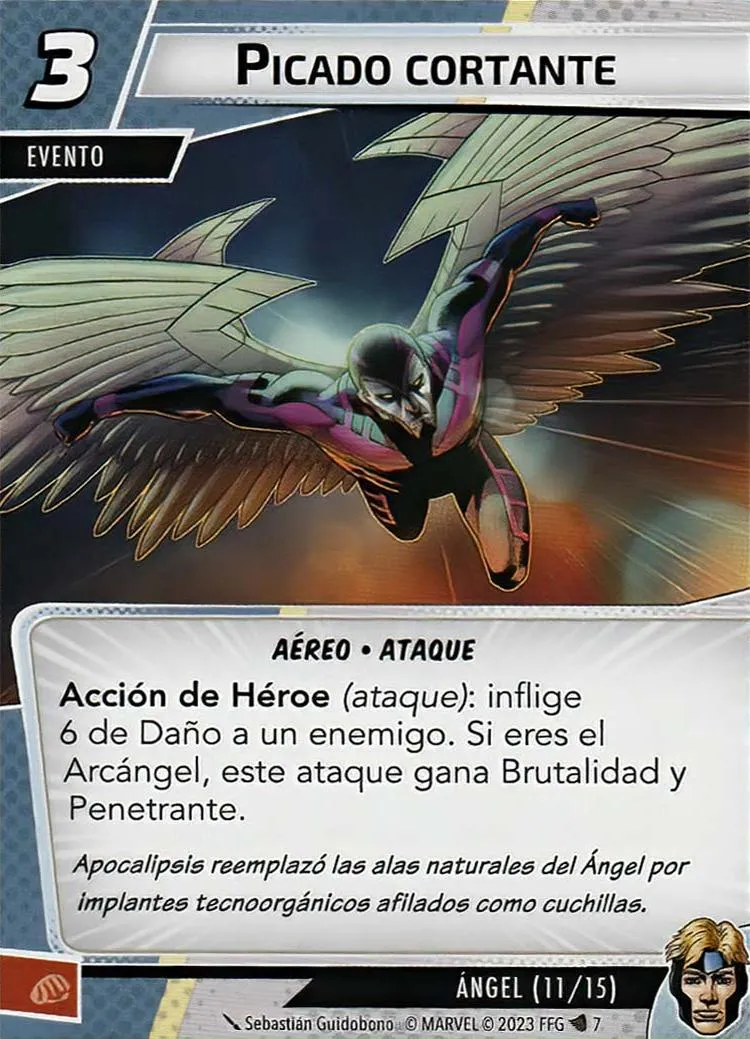 3
Picado cortante
EVENTO
AÉREO • ATAQUE
Acción de Héroe (ataque): inflige
6 de Daño a un enemigo. Si eres el
Arcángel, este ataque gana Brutalidad y
Penetrante.
Apocalipsis reemplazó las alas naturales del Ángel por
implantes tecnoorgánicos afilados como cuchillas.
ÁNGEL (11/15)
Sebastián Guidobono © MARVEL © 2023 FFG 7